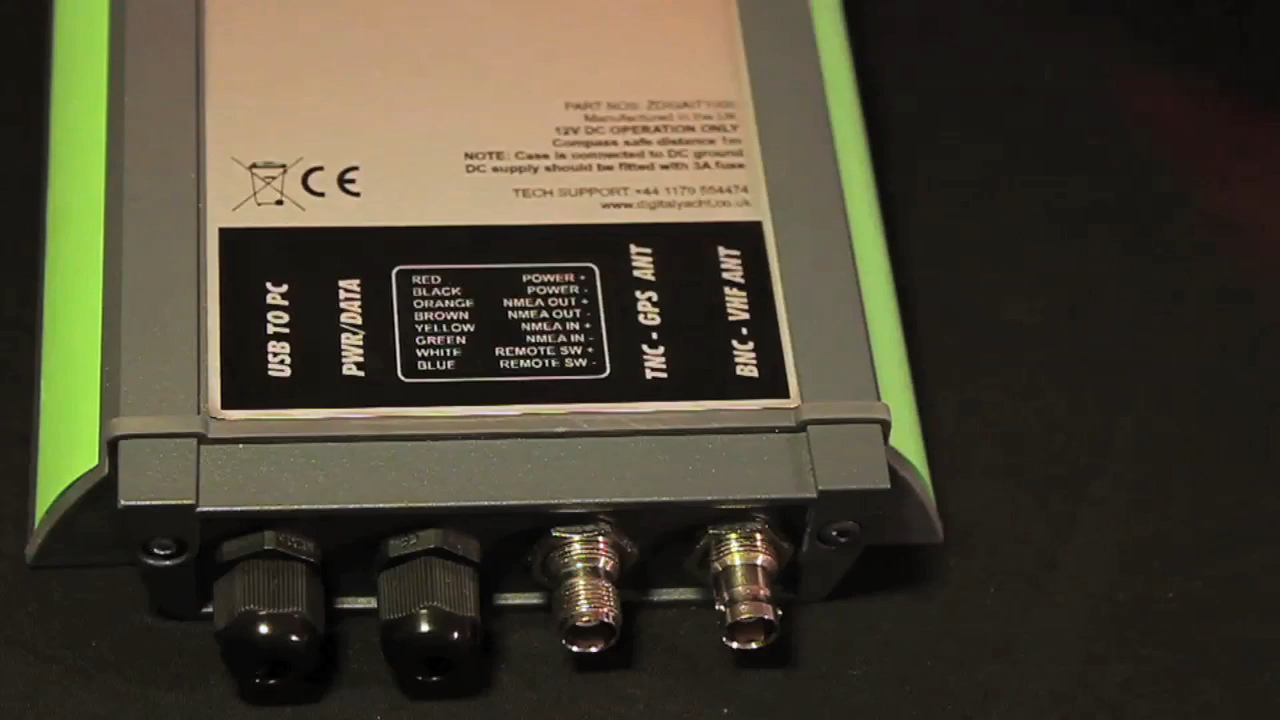 PART NOS:
Manufactured in the UK
12V DC OPERATION ONLY
Compass safe distance 1m
NOTE: Case is connected to DC ground
DC supply should be fitted with 3A fuse
CE
TECH SUPPORT +44 1179 554474
www.digitalyacht.co.uk
USB TO PC
PWR/DATA
RED POWER +
BLACK POWER -
ORANGE NMEA OUT +
BROWN NMEA OUT -
YELLOW NMEA IN +
GREEN NMEA IN -
WHITE REMOTE SW +
BLUE REMOTE SW -
TNC - GPS ANT
BNC - VHF ANT